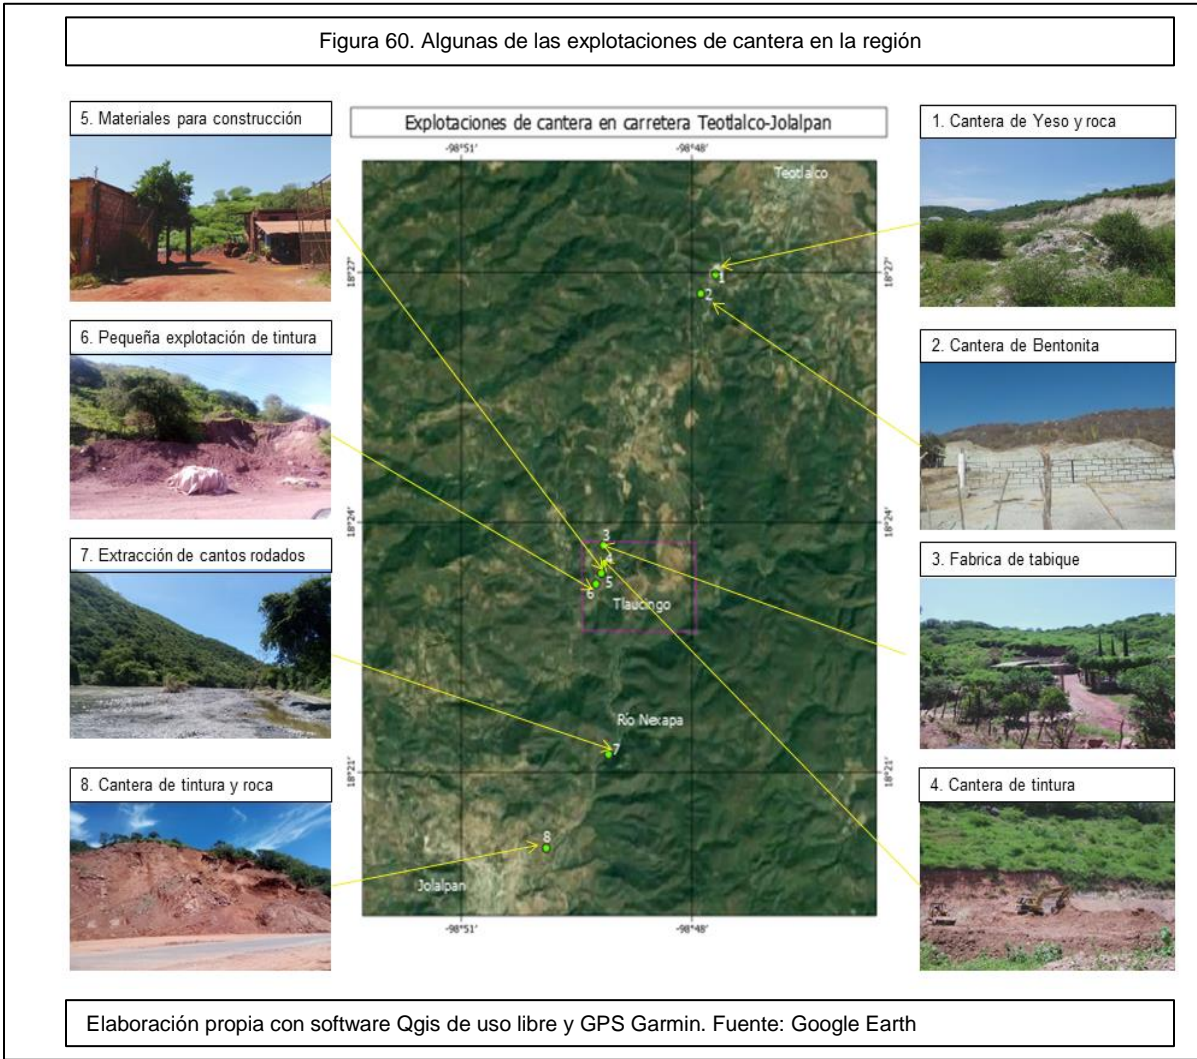 Figura 60. Algunas de las explotaciones de cantera en la región
5. Materiales para construcción
Explotaciones de cantera en carretera Teotlalco-Jolalpan
1. Cantera de Yeso y roca
-98°51'
-98°48'
Teotlalco
18°27'
18°27'
1
2
6. Pequeña explotación de tintura
2. Cantera de Bentonita
18°24'
18°24'
3
4
5
6
Tlaucingo
7. Extracción de cantos rodados
3. Fabrica de tabique
Río Nexapa
7
18°21'
18°21'
8. Cantera de tintura y roca
4. Cantera de tintura
8
Jolalpan
-98°51'
-98°48'
Elaboración propia con software Qgis de uso libre y GPS Garmin. Fuente: Google Earth